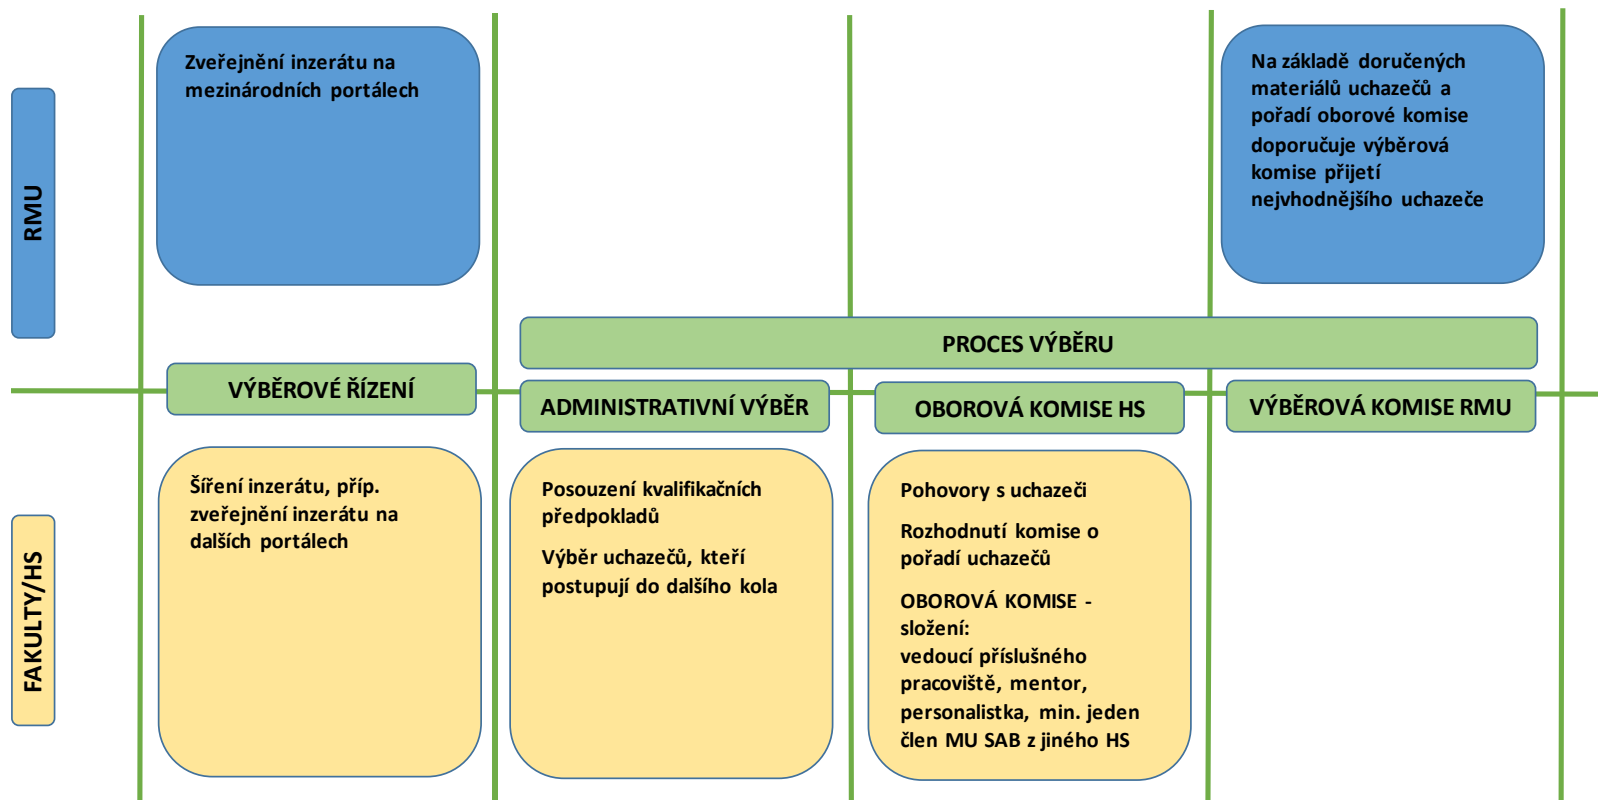 RMU
Zveřejnění inzerátu na
mezinárodních portálech
Na základě doručených
materiálů uchazečů a
pořadí oborové komise
doporučuje výběrová
komise přijetí
nejvhodnějšího uchazeče
PROCES VÝBĚRU
VÝBĚROVÉ ŘÍZENÍ
ADMINISTRATIVNÍ VÝBĚR
OBOROVÁ KOMISE HS
VÝBĚROVÁ KOMISE RMU
FAKULTY/HS
Šíření inzerátu, příp.
zveřejnění inzerátu na
dalších portálech
Posouzení kvalifikačních
předpokladů
Výběr uchazečů, kteří
postupují do dalšího kola
Pohovory s uchazeči
Rozhodnutí komise o
pořadí uchazečů
OBOROVÁ KOMISE -
složení:
vedoucí příslušného
pracoviště, mentor,
personalistka, min. jeden
člen MU SAB z jiného HS